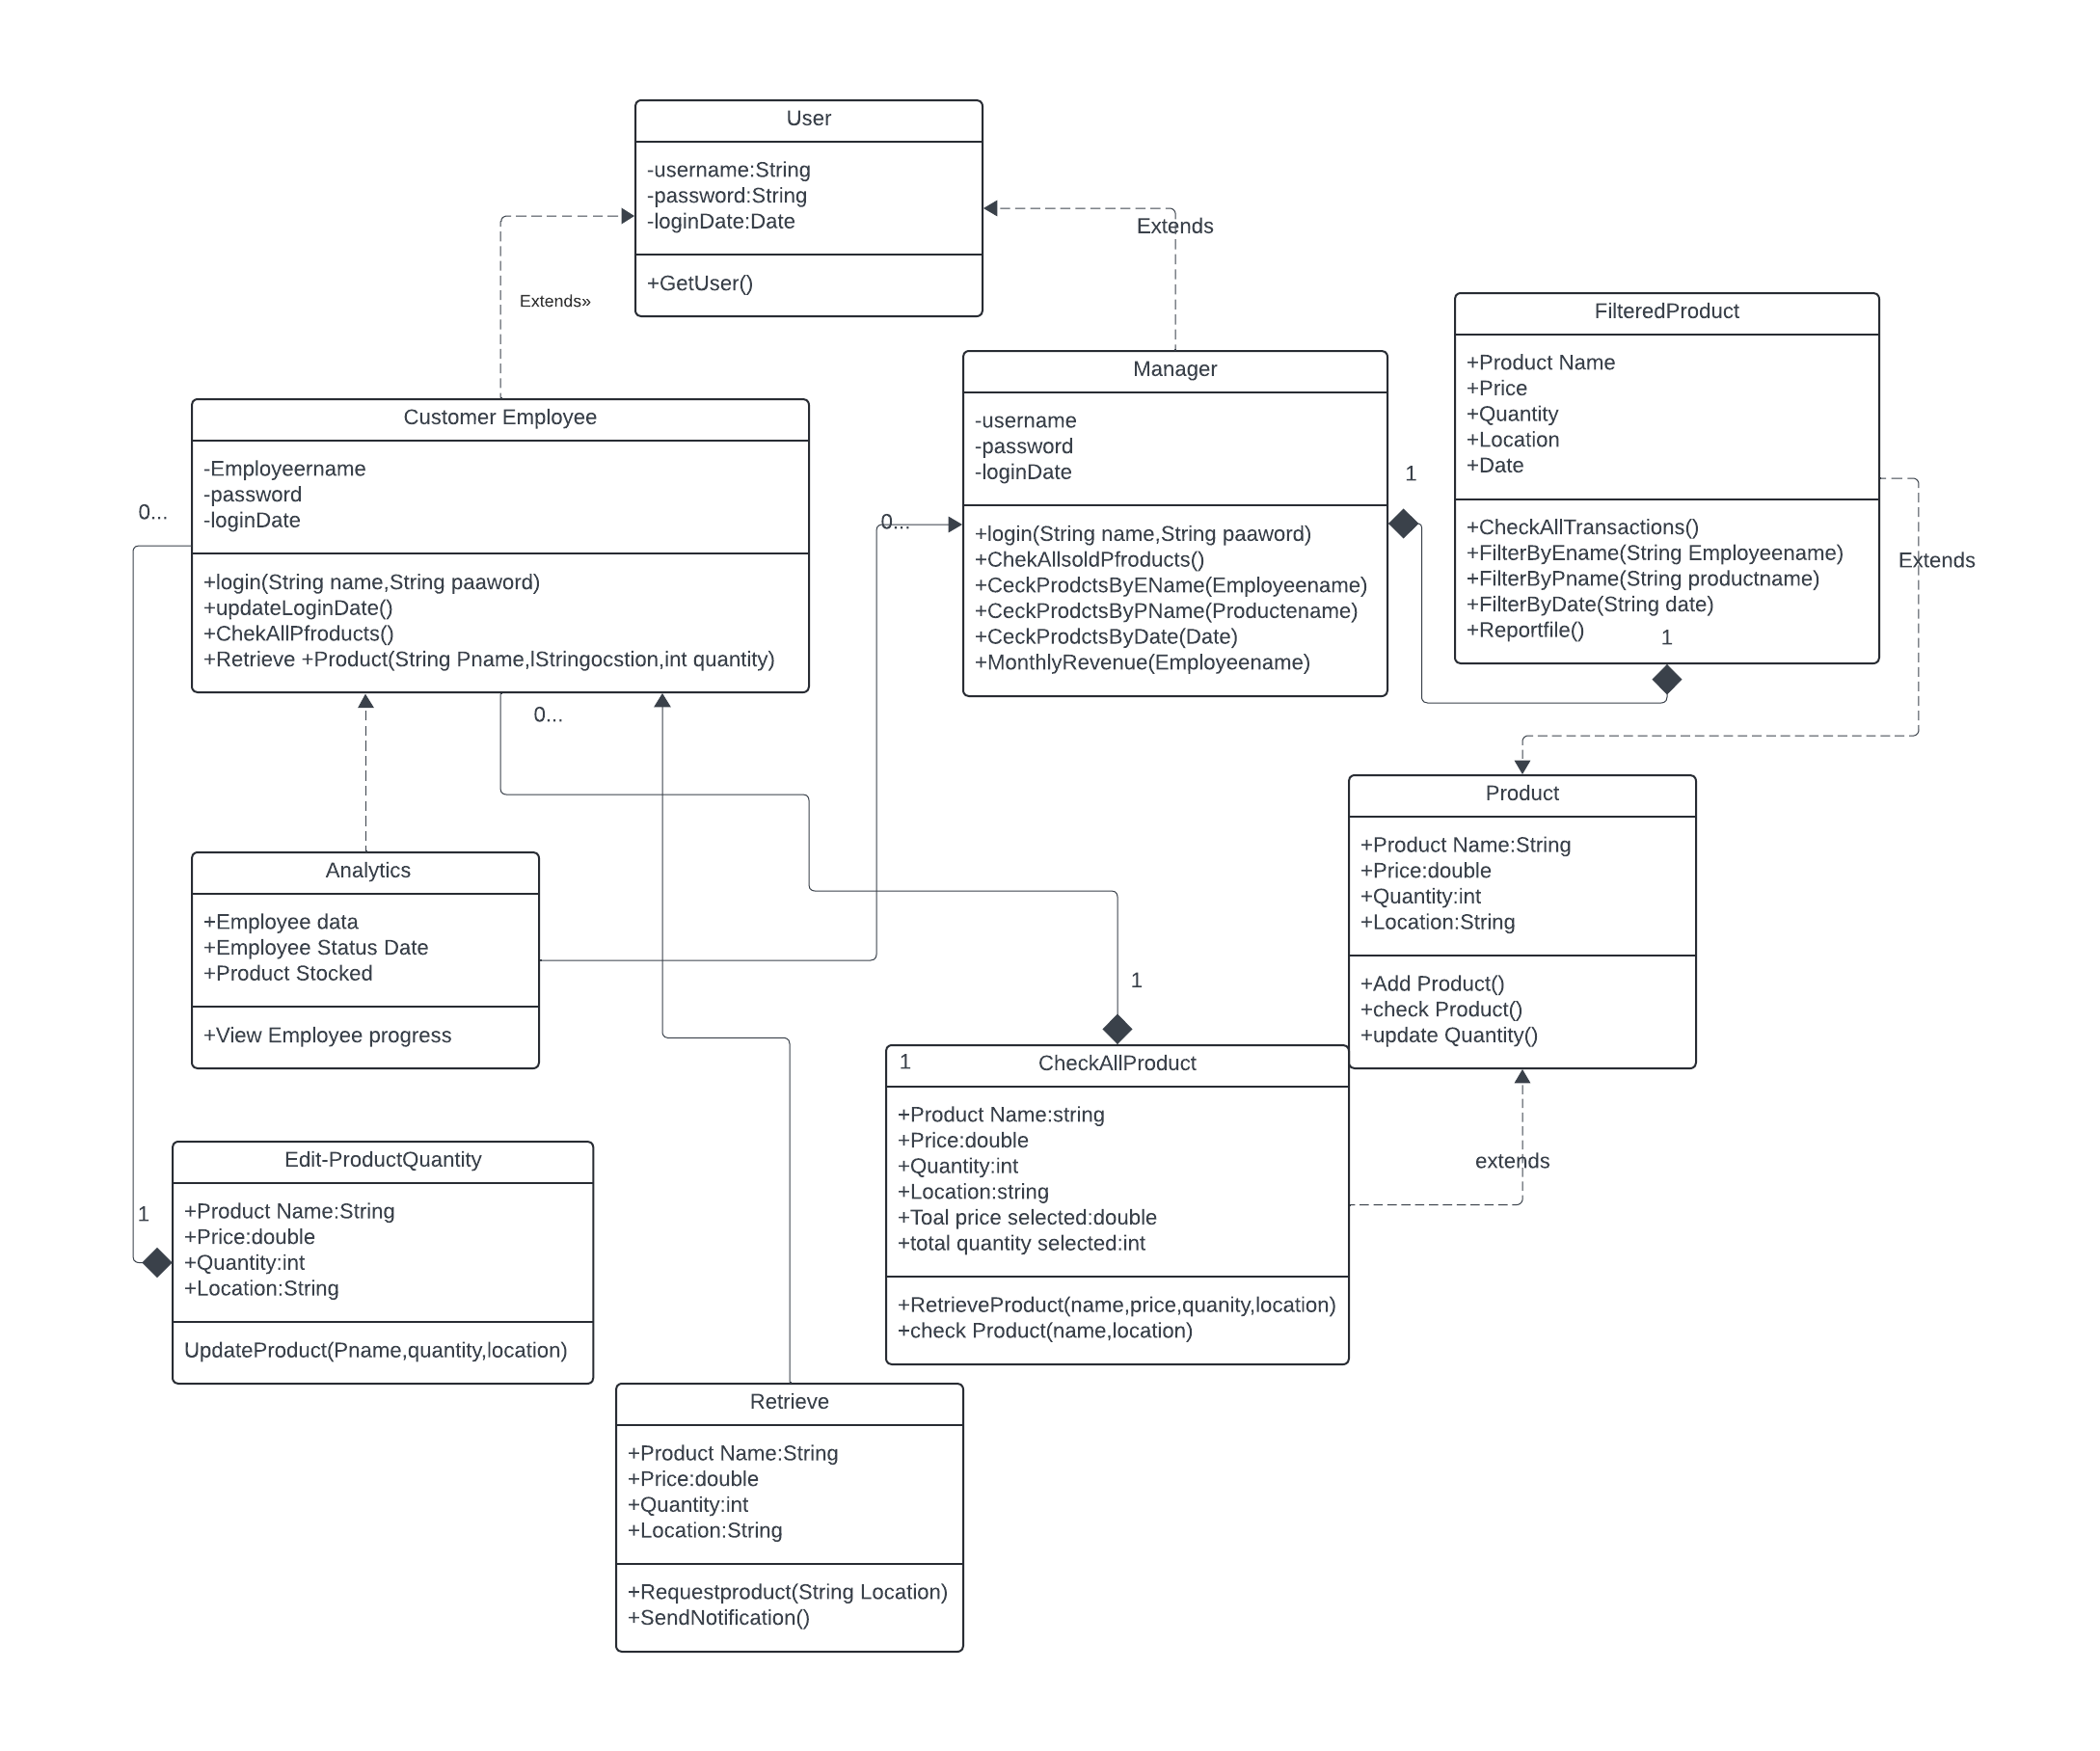 User
-username:String
-password:String
-loginDate:Date
+GetUser()
Extends
Extends»
FilteredProduct
+Product Name
+Price
+Quantity
+Location
+Date
+CheckAllTransactions()
+FilterByEname(String Employeename)
+FilterByPname(String productname)
+FilterByDate(String date)
+Reportfile()
1
Extends
Manager
-username
-password
-loginDate
+login(String name,String paaword)
+ChekAllsoldPfroducts()
+CeckProdctsByEName(Employeename)
+CeckProdctsByPName(Productename)
+CeckProdctsByDate(Date)
+MonthlyRevenue(Employeename)
1
0...
Customer Employee
-Employeername
-password
-loginDate
+login(String name,String paaword)
+updateLoginDate()
+ChekAllPfroducts()
+Retrieve +Product(String Pname,lStringocstion,int quantity)
0...
0...
Product
+Product Name:String
+Price:double
+Quantity:int
+Location:String
+Add Product()
+check Product()
+update Quantity()
Analytics
+Employee data
+Employee Status Date
+Product Stocked
+View Employee progress
1
1
CheckAllProduct
+Product Name:string
+Price:double
+Quantity:int
+Location:string
+Toal price selected:double
+total quantity selected:int
+RetrieveProduct(name,price,quanity,location)
+check Product(name,location)
extends
Edit-ProductQuantity
+Product Name:String
+Price:double
+Quantity:int
+Location:String
UpdateProduct(Pname,quantity,location)
1
Retrieve
+Product Name:String
+Price:double
+Quantity:int
+Location:String
+Requestproduct(String Location)
+SendNotification()